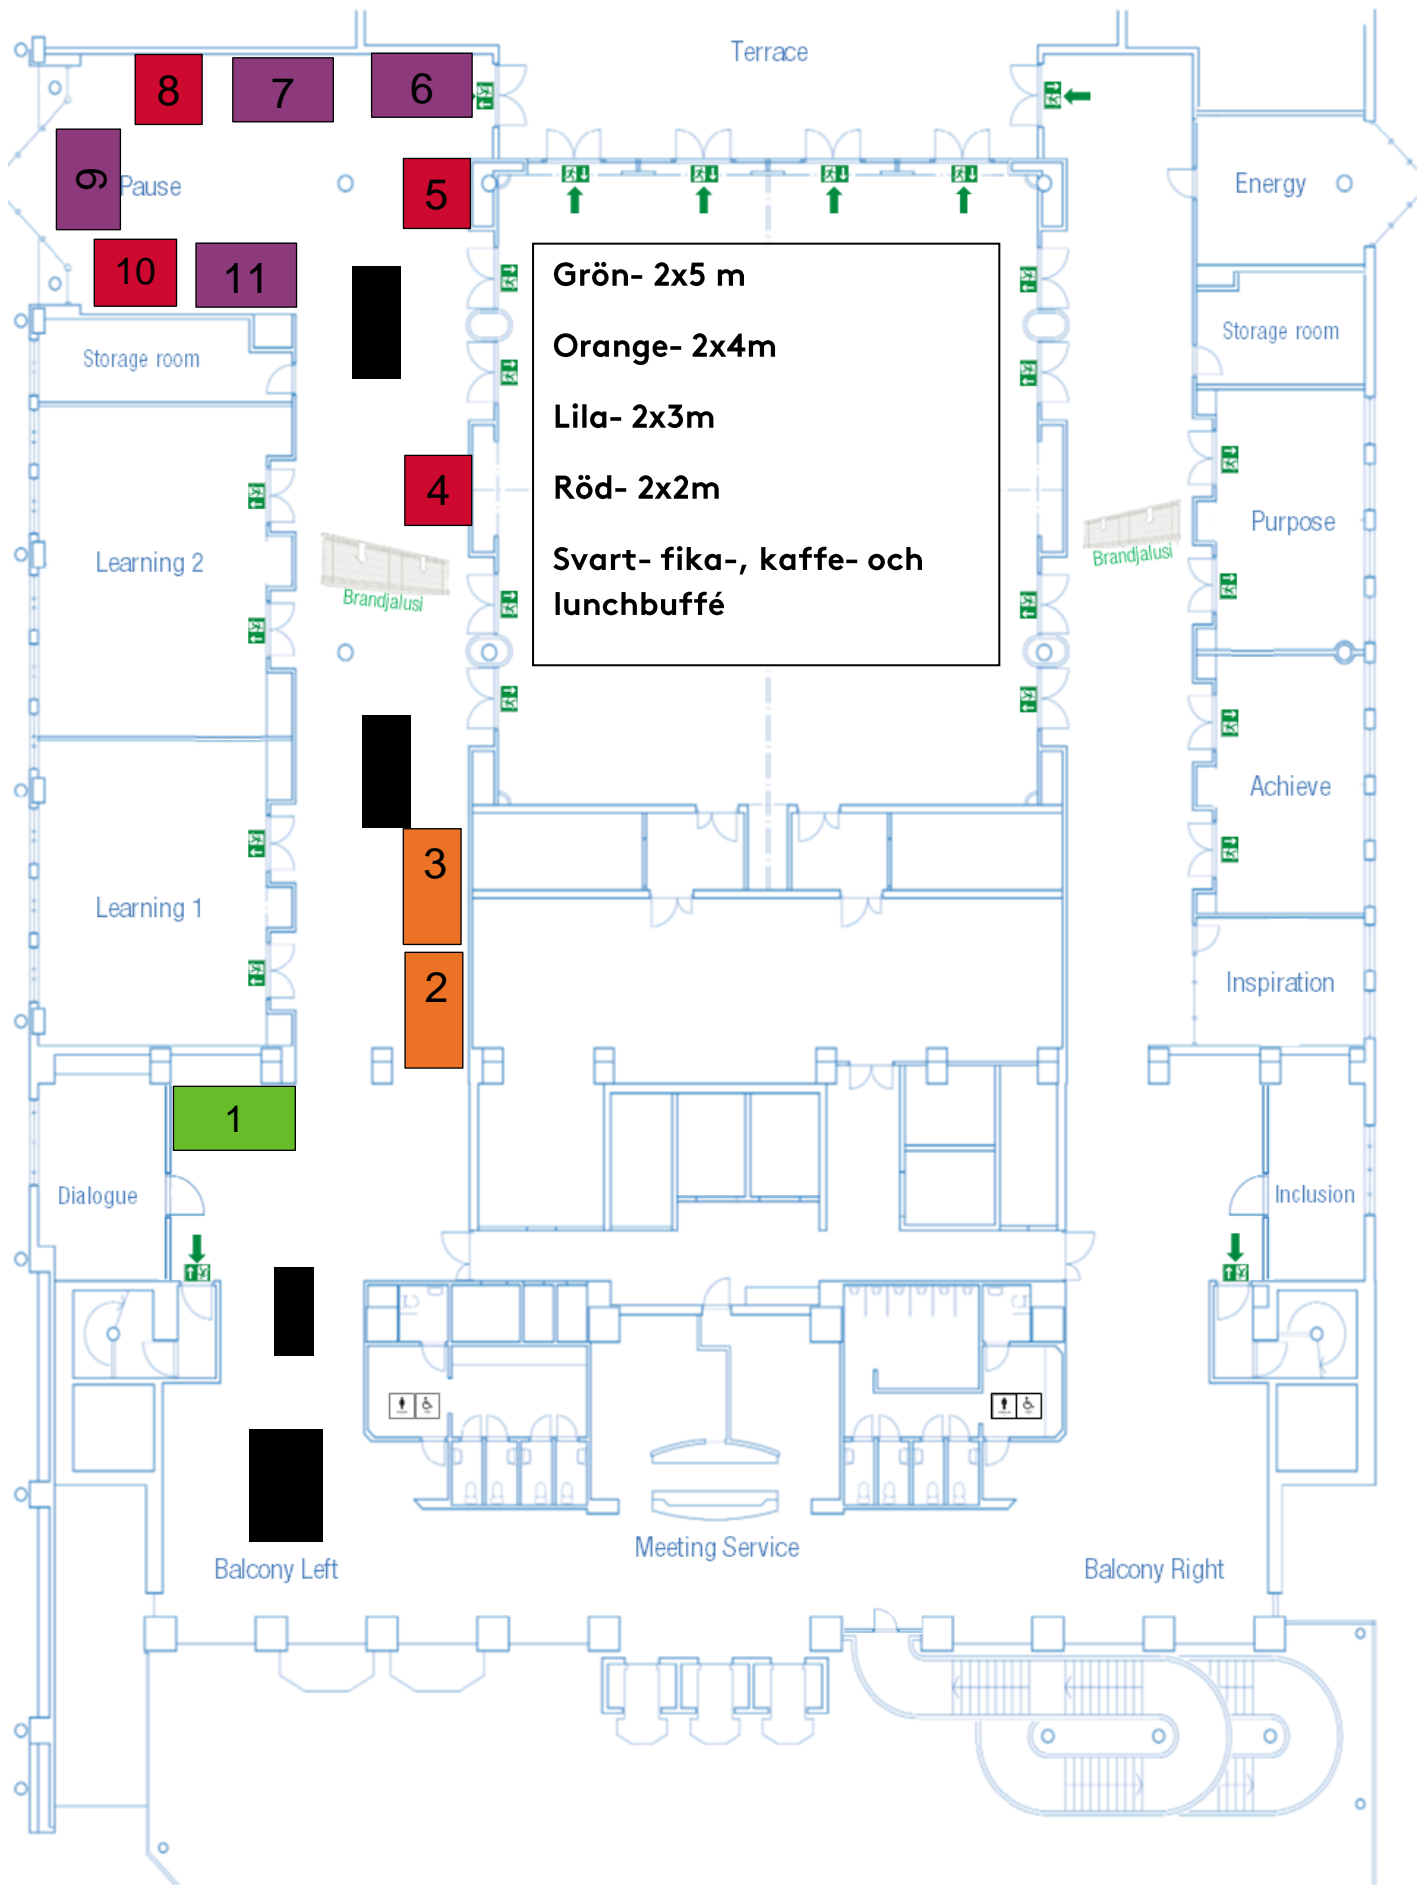 Terrace
8
7
6
9
Pause
5
Energy
10
11
Grön- 2x5 m
Orange- 2x4m
Lila- 2x3m
Röd- 2x2m
Svart- fika-, kaffe- och
lunchbuffé
Storage room
Storage room
4
Learning 2
Brandjalusi
Purpose
Brandjalusi
Achieve
3
Learning 1
2
Inspiration
1
Dialogue
Inclusion
Meeting Service
Balcony Left
Balcony Right